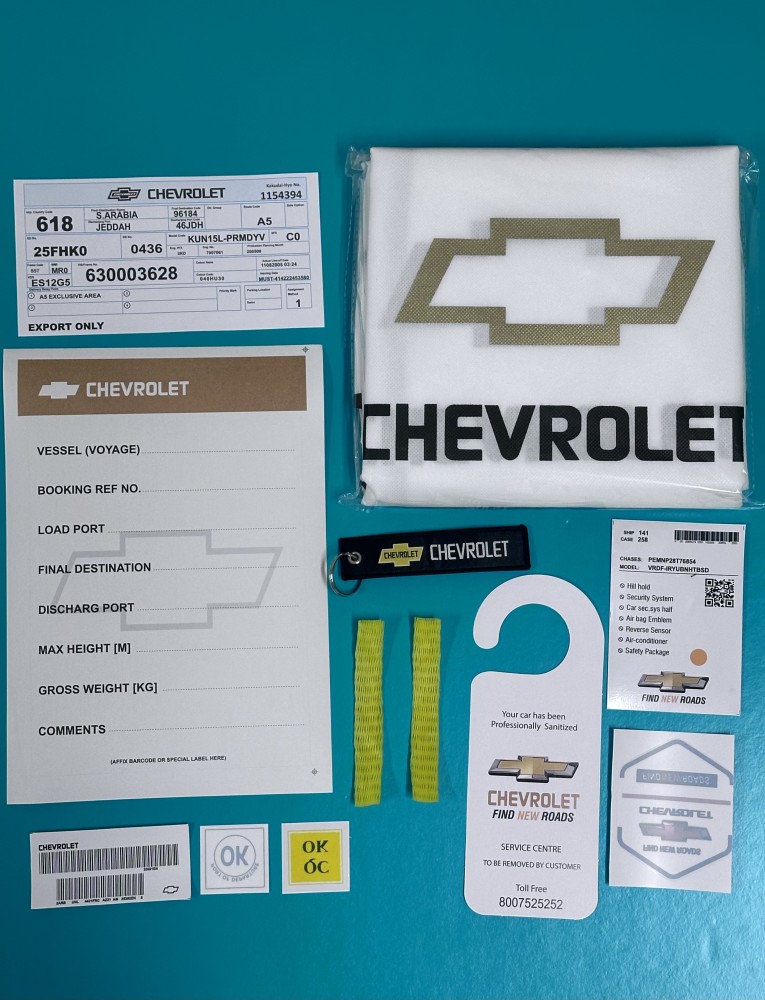 CHEVROLET
1154394
618
S.ARABIA
96184
JEDDAH
46JDH
A5
25FHK0
0436
KUN15L-PRMDYV
C0
MR0
630003628
ES12G5
MUST-414222453580
A5 EXCLUSIVE AREA
1
EXPORT ONLY
CHEVROLET
CHEVROLET
VESSEL (VOYAGE)
BOOKING REF NO.
LOAD PORT
FINAL DESTINATION
DISCHARG PORT
MAX HEIGHT [M]
GROSS WEIGHT [KG]
COMMENTS
(AFFIX BARCODE OR SPECIAL LABEL HERE)
CHEVROLET CHEVROLET
SHIP 141
CASE 258
CHASES: PEMNP28T76854
MODEL: VRDF-IRYUBNHTBSD
Hill hold
Security System
Car sec.sys half
Air bag Emblem
Reverse Sensor
Air-conditioner
Safety Package
FIND NEW ROADS
Your car has been
Professionally Sanitized
CHEVROLET
FIND NEW ROADS
SERVICE CENTRE
TO BE REMOVED BY CUSTOMER
Toll Free
8007525252
CHEVROLET
FIND NEW ROADS
CHEVROLET
OK
OK
ÓC